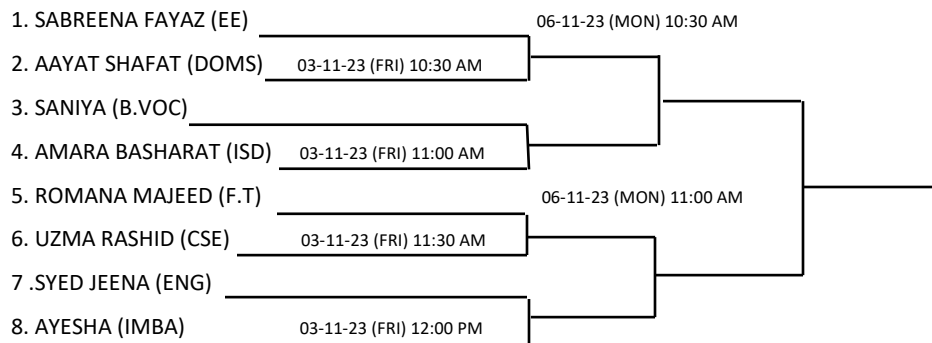 1. SABREENA FAYAZ (EE)
06-11-23 (MON) 10:30 AM
2. AAYAT SHAFAT (DOMS) 03-11-23 (FRI) 10:30 AM
3. SANIYA (B.VOC)
4. AMARA BASHARAT (ISD) 03-11-23 (FRI) 11:00 AM
5. ROMANA MAJEED (F.T) 06-11-23 (MON) 11:00 AM
6. UZMA RASHID (CSE) 03-11-23 (FRI) 11:30 AM
7 .SYED JEENA (ENG)
8. AYESHA (IMBA) 03-11-23 (FRI) 12:00 PM